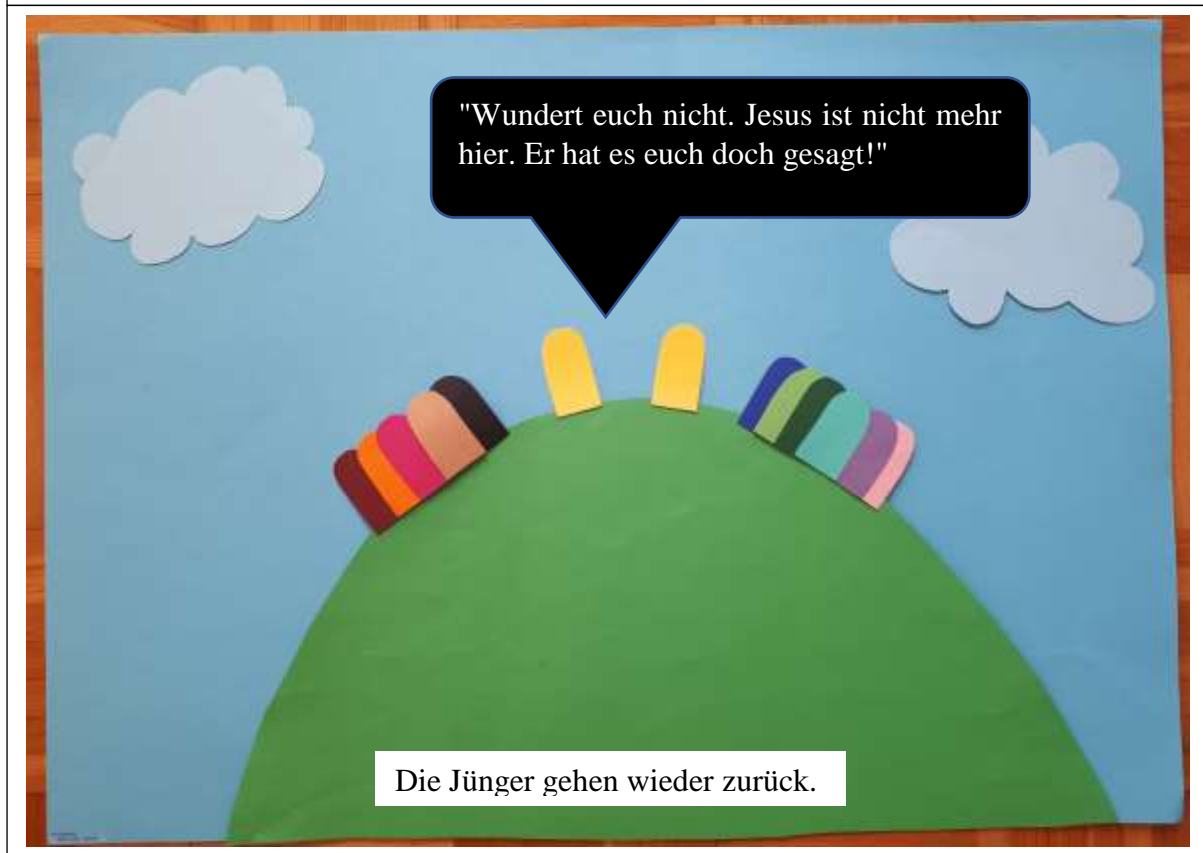 "Wundert euch nicht. Jesus ist nicht mehr
hier. Er hat es euch doch gesagt!"
Die Jünger gehen wieder zurück.